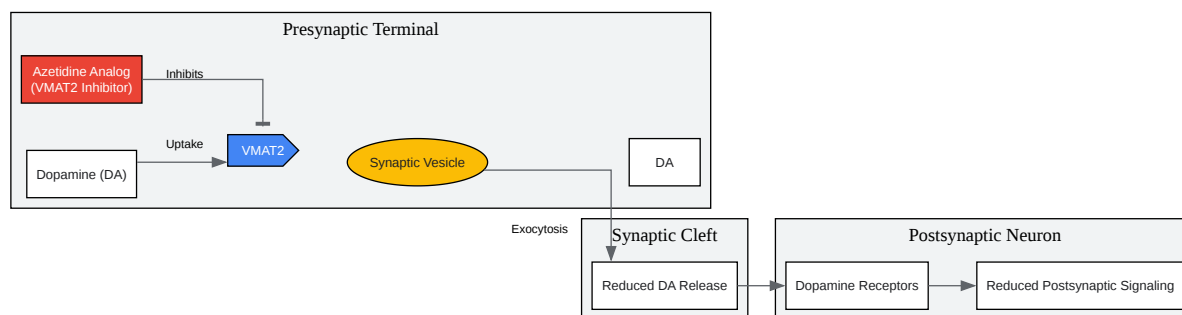 Presynaptic Terminal
Azetidine Analog
(VMAT2 Inhibitor)
Inhibits
Dopamine (DA)
Uptake
VMAT2
Synaptic Vesicle
DA
Exocytosis
Synaptic Cleft
Reduced DA Release
Postsynaptic Neuron
Dopamine Receptors
Reduced Postsynaptic Signaling